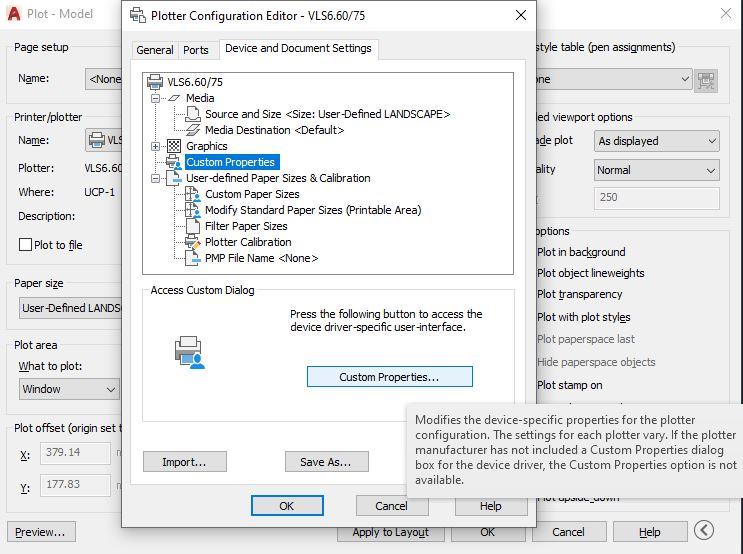 Plot - Model
Page setup
Name:
<None
Printer/plotter
Name:
VLS
Plotter:
VLS6.60
Where:
UCP-1
Description:
Plot to file
Paper size
User-Defined LANDS
Plot area
What to plot:
Window
Plot offset (origin set t
X:
379.14
Y:
177.83
Preview...
Plotter Configuration Editor - VLS6.60/75
General
Ports
Device and Document Settings
VLS6.60/75
Media
Source and Size <Size: User-Defined LANDSCAPE>
Media Destination <Default>
Graphics
Custom Properties
User-defined Paper Sizes & Calibration
Custom Paper Sizes
Modify Standard Paper Sizes (Printable Area)
Filter Paper Sizes
Plotter Calibration
PMP File Name <None>
Access Custom Dialog
Press the following button to access the
device driver-specific user-interface.
Custom Properties...
Import...
Save As...
OK
Cancel
Help
style table (pen assignments)
one
ded viewport options
ade plot
As displayed
ality
Normal
250
options
Plot in background
Plot object lineweights
Plot transparency
Plot with plot styles
Plot paperspace last
Hide paperspace objects
Plot stamp on
Modifies the device-specific properties for the plotter
configuration. The settings for each plotter vary. If the plotter
manufacturer has not included a Custom Properties dialog
box for the device driver, the Custom Properties option is not
available.
Plot upside_down
Apply to Layout
OK
Cancel
Help